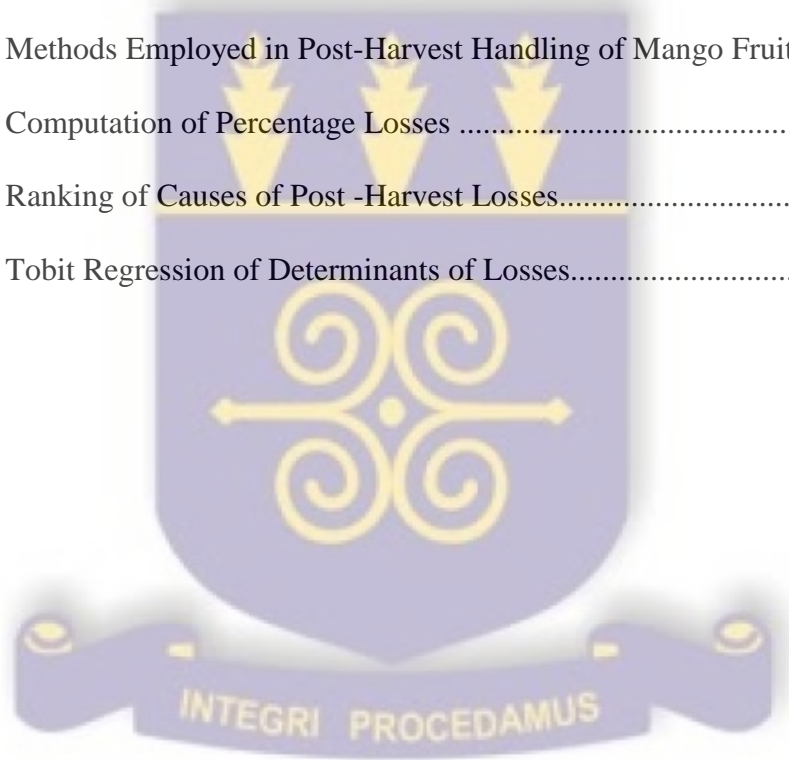 Methods Employed in Post-Harvest Handling of Mango Fruit
Computation of Percentage Losses ..........................................
Ranking of Causes of Post -Harvest Losses.............................
Tobit Regression of Determinants of Losses............................
INTEGRI PROCEDAMUS